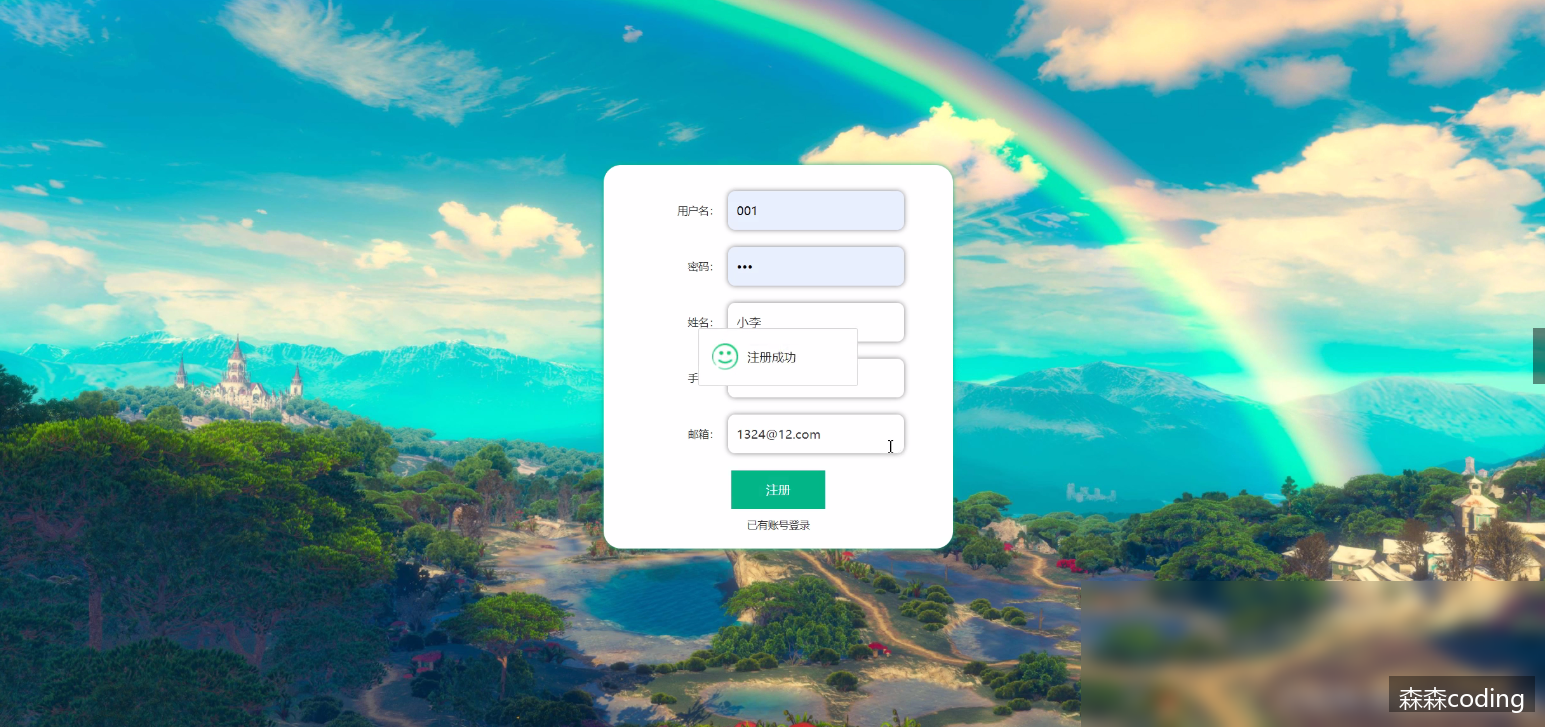 用户名： 001
密码： •••
姓名： 小李
注册成功
手
邮箱： 1324@12.com
注册
已有账号登录
森森coding